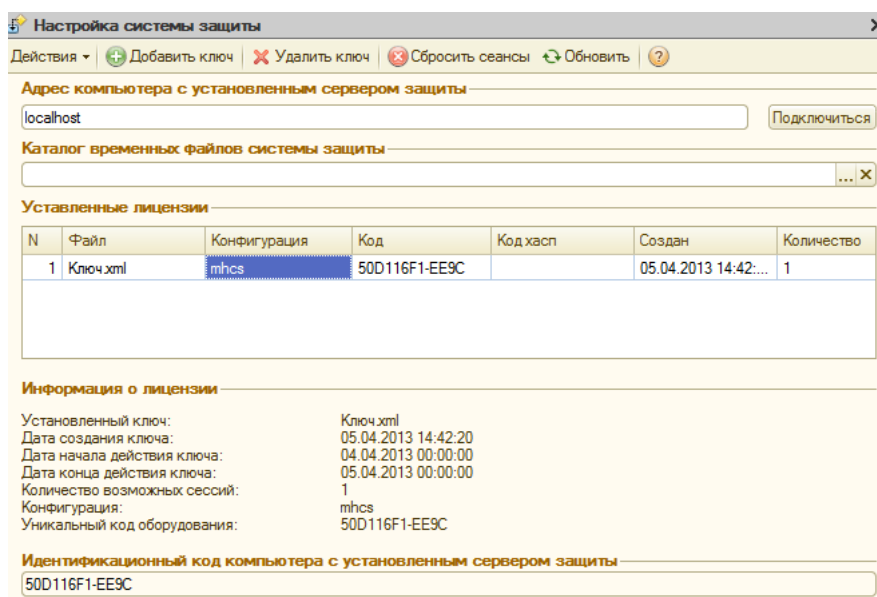 Настройка системы защиты
Действия Добавить ключ Удалить ключ Сбросить сеансы Обновить ?
Адрес компьютера с установленным сервером защиты
localhost Подключиться
Каталог временных файлов системы защиты
...
Уставленные лицензии
N Файл Конфигурация Код Код хасп Создан Количество
1 Ключ.xml mhcs 50D116F1-EE9C 05.04.2013 14:42:... 1
Информация о лицензии
Установленный ключ: Ключ.xml
Дата создания ключа: 05.04.2013 14:42:20
Дата начала действия ключа: 04.04.2013 00:00:00
Дата конца действия ключа: 05.04.2013 00:00:00
Количество возможных сессий: 1
Конфигурация: mhcs
Уникальный код оборудования: 50D116F1-EE9C
Идентификационный код компьютера с установленным сервером защиты
50D116F1-EE9C